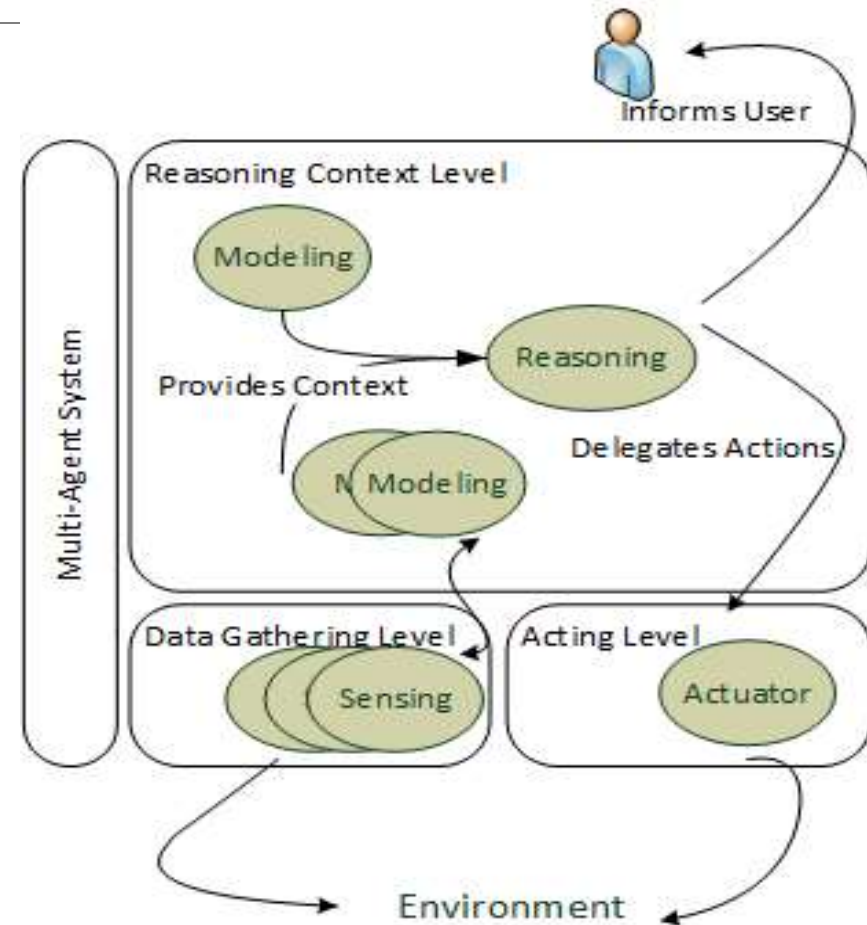 Informs User
Reasoning Context Level
Modeling
Reasoning
Provides Context
Delegates Actions
Modeling
Multi-Agent System
Data Gathering Level
Acting Level
Sensing
Actuator
Environment